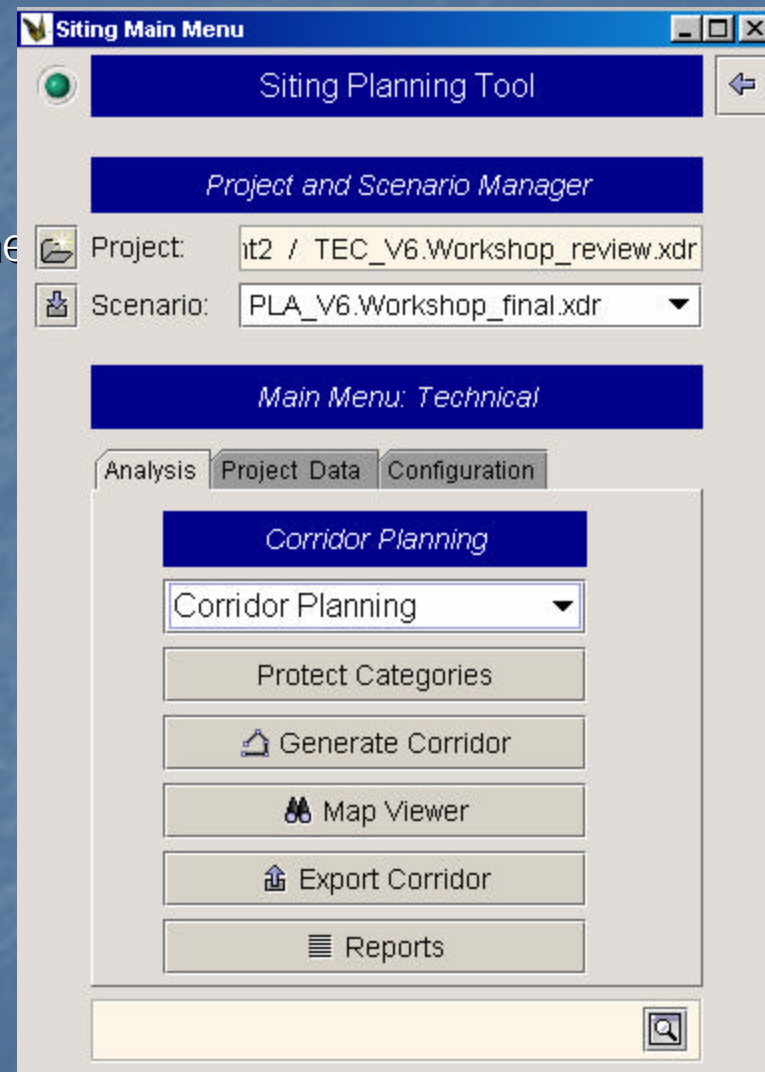 Siting Main Menu
Siting Planning Tool
Project and Scenario Manager
Project: nt2 / TEC_V6.Workshop_review.xdr
Scenario: PLA_V6.Workshop_final.xdr
Main Menu: Technical
Analysis Project Data Configuration
Corridor Planning
Corridor Planning
Protect Categories
Generate Corridor
Map Viewer
Export Corridor
Reports